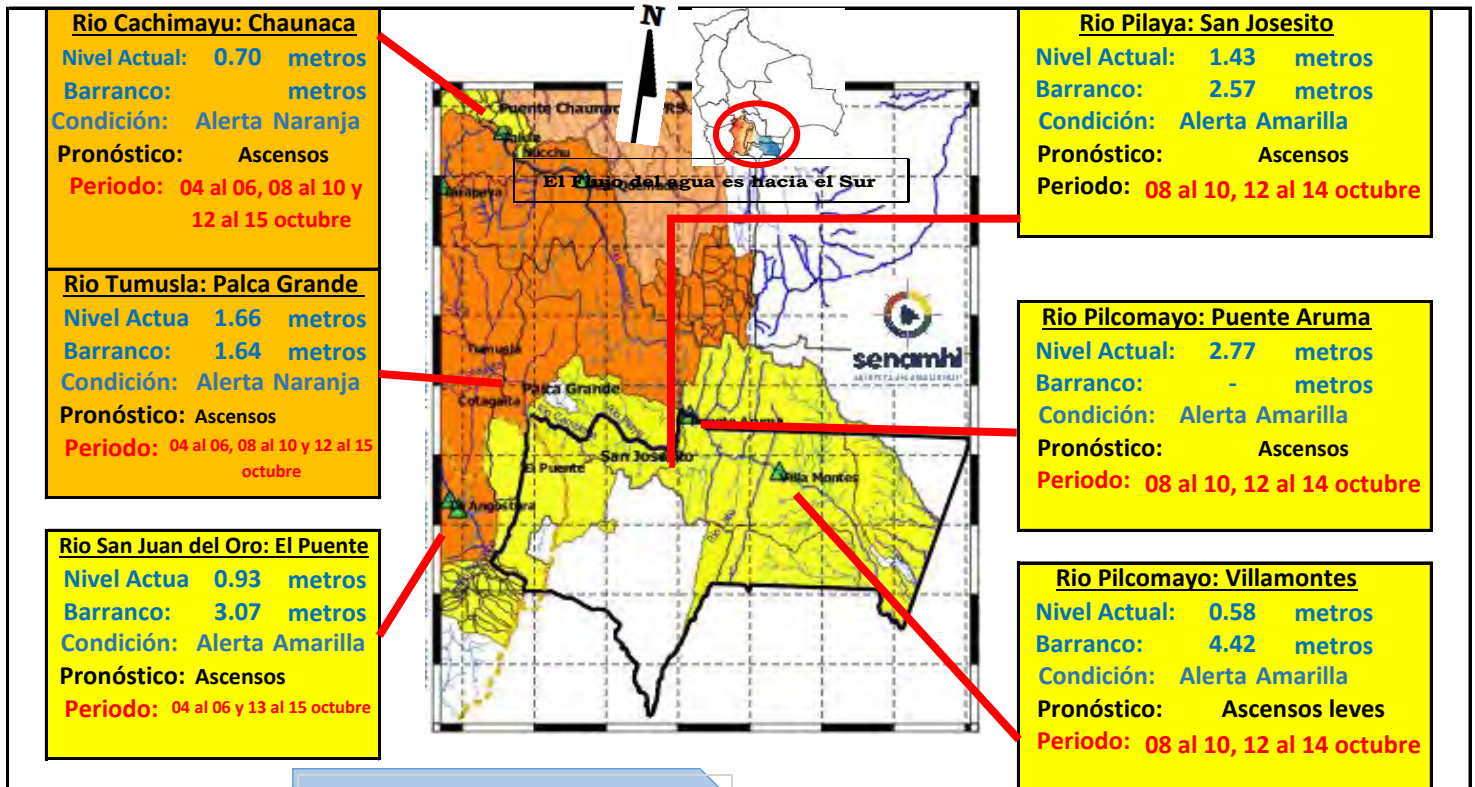 Rio Cachimayu: Chaunaca
Nivel Actual: 0.70 metros
Barranco: metros
Condición: Alerta Naranja
Pronóstico: Ascensos
Periodo: 04 al 06, 08 al 10 y
12 al 15 octubre
Rio Tumusla: Palca Grande
Nivel Actua 1.66 metros
Barranco: 1.64 metros
Condición: Alerta Naranja
Pronóstico: Ascensos
Periodo: 04 al 06, 08 al 10 y 12 al 15
octubre
Rio San Juan del Oro: El Puente
Nivel Actua 0.93 metros
Barranco: 3.07 metros
Condición: Alerta Amarilla
Pronóstico: Ascensos
Periodo: 04 al 06 y 13 al 15 octubre
N
Puente Chaunac
El Flujo del agua es hacia el Sur
Tarapaya
Tumusla
Palca Grande
Cotagaita
San Josesito
El Puente
Villa Montes
Angostura
senamhi
Rio Pilaya: San Josesito
Nivel Actual: 1.43 metros
Barranco: 2.57 metros
Condición: Alerta Amarilla
Pronóstico: Ascensos
Periodo: 08 al 10, 12 al 14 octubre
Rio Pilcomayo: Puente Aruma
Nivel Actual: 2.77 metros
Barranco: - metros
Condición: Alerta Amarilla
Pronóstico: Ascensos
Periodo: 08 al 10, 12 al 14 octubre
Rio Pilcomayo: Villamontes
Nivel Actual: 0.58 metros
Barranco: 4.42 metros
Condición: Alerta Amarilla
Pronóstico: Ascensos leves
Periodo: 08 al 10, 12 al 14 octubre